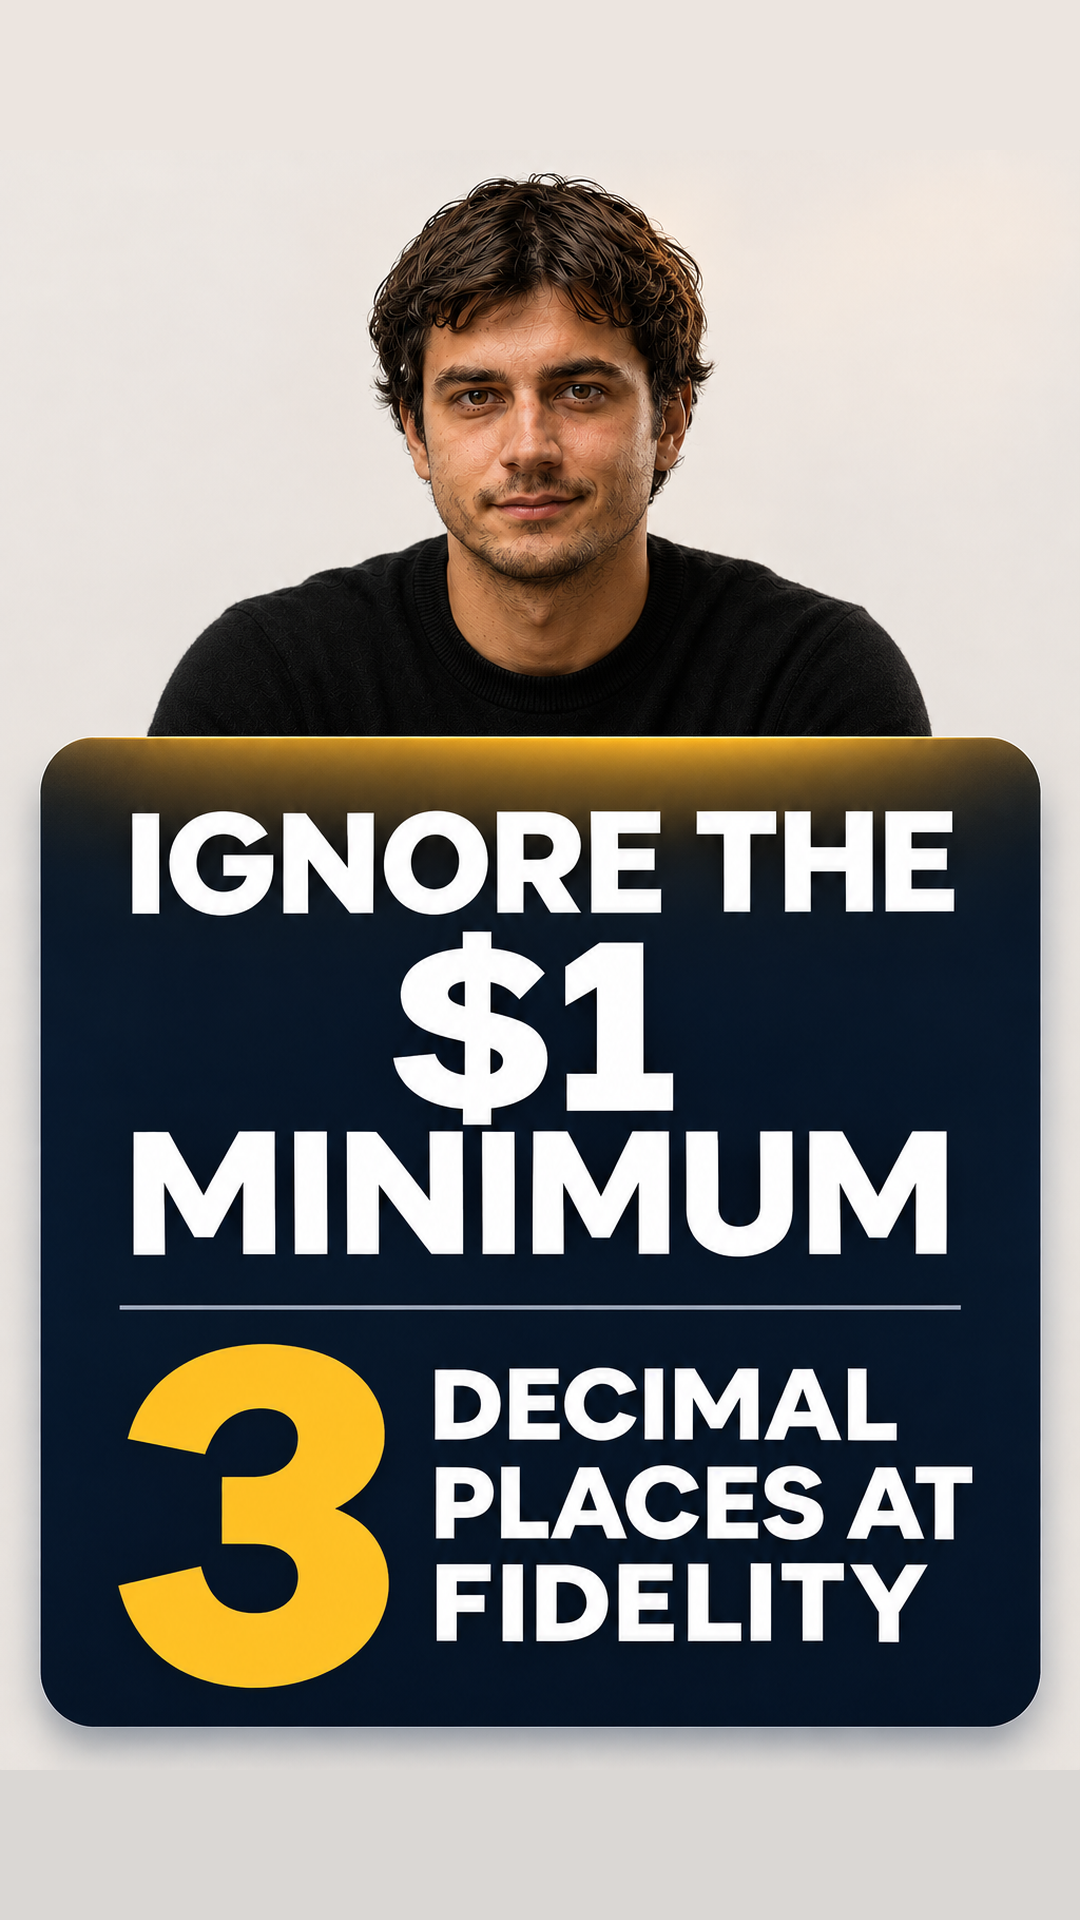 IGNORE THE
$1
MINIMUM
3
DECIMAL
PLACES AT
FIDELITY